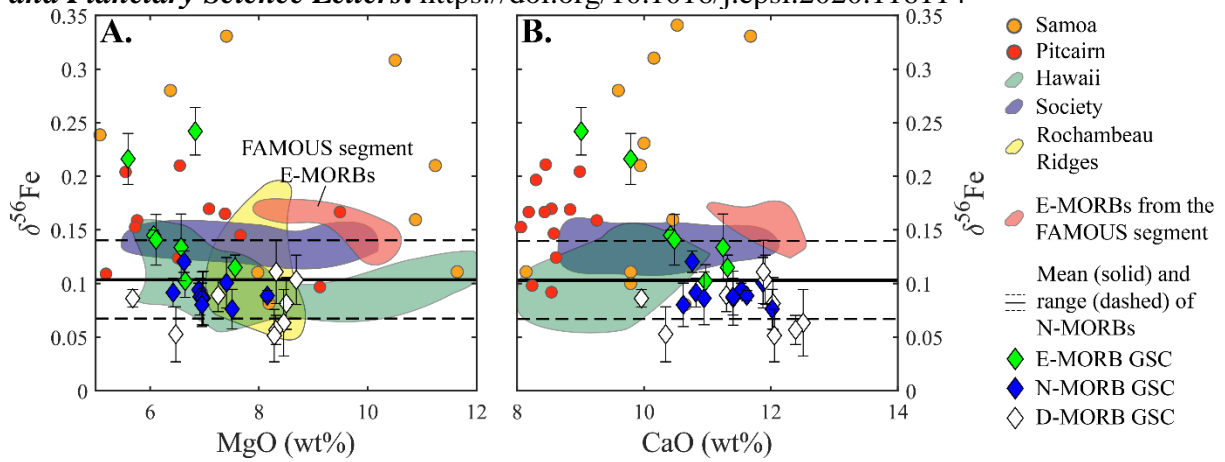 and Planetary Science Letters. https://doi.org/10.1016/j.epsl.2020.116114
A.
B.
0.35
0.3
0.25
0.2
0.15
0.1
0.05
0
δ56Fe
6
8
10
12
MgO (wt%)
FAMOUS segment
E-MORBs
8
10
12
14
CaO (wt%)
0.35
0.3
0.25
0.2
0.15
0.1
0.05
0
δ56Fe
Samoa
Pitcairn
Hawaii
Society
Rochambeau
Ridges
E-MORBs from the
FAMOUS segment
Mean (solid) and
range (dashed) of
N-MORBs
E-MORB GSC
N-MORB GSC
D-MORB GSC